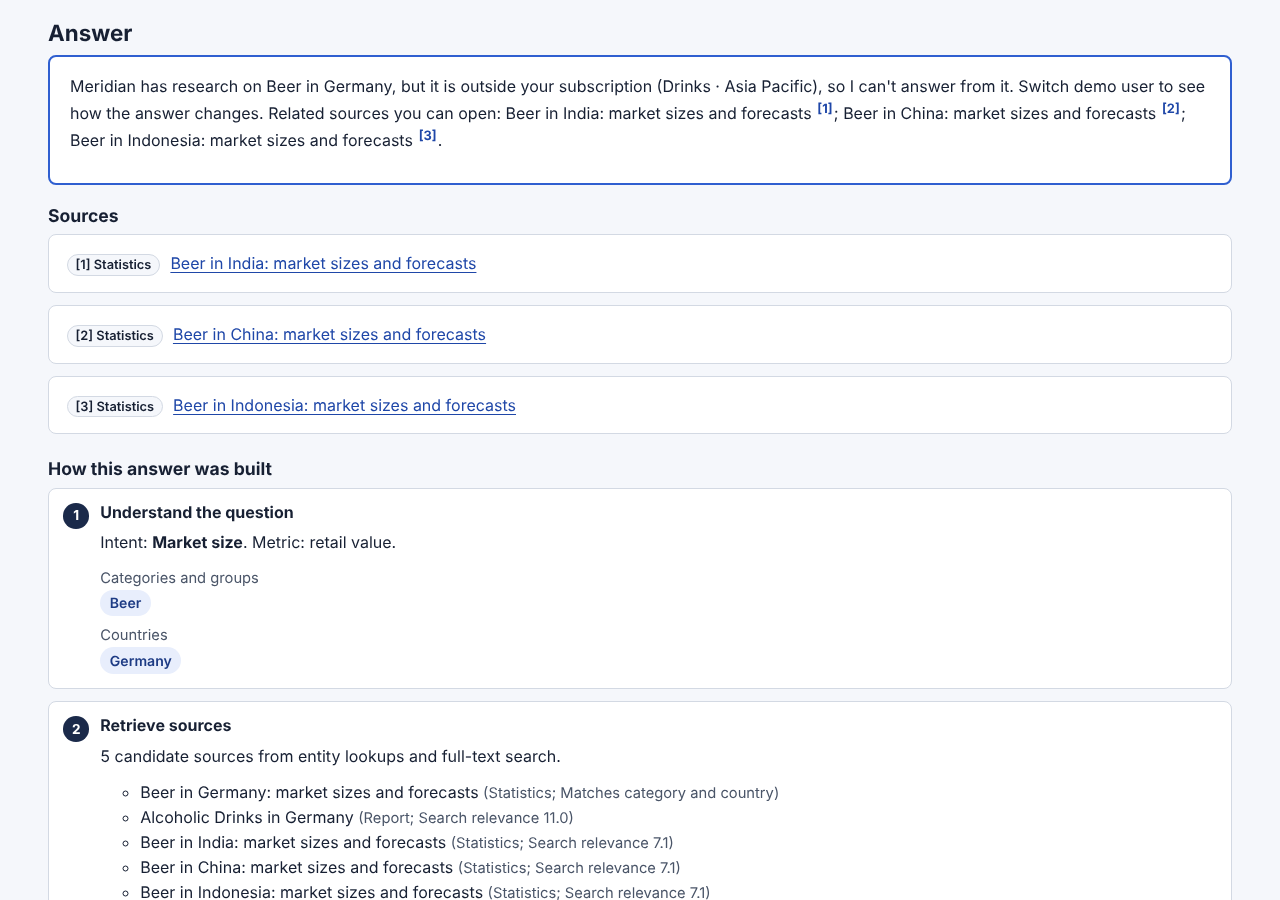 Answer
Meridian has research on Beer in Germany, but it is outside your subscription (Drinks · Asia Pacific), so I can't answer from it. Switch demo user to see
how the answer changes. Related sources you can open: Beer in India: market sizes and forecasts [1]; Beer in China: market sizes and forecasts [2];
Beer in Indonesia: market sizes and forecasts [3].
Sources
[1] Statistics Beer in India: market sizes and forecasts
[2] Statistics Beer in China: market sizes and forecasts
[3] Statistics Beer in Indonesia: market sizes and forecasts
How this answer was built
1 Understand the question
Intent: Market size. Metric: retail value.
Categories and groups
Beer
Countries
Germany
2 Retrieve sources
5 candidate sources from entity lookups and full-text search.
Beer in Germany: market sizes and forecasts (Statistics; Matches category and country)
Alcoholic Drinks in Germany (Report; Search relevance 11.0)
Beer in India: market sizes and forecasts (Statistics; Search relevance 7.1)
Beer in China: market sizes and forecasts (Statistics; Search relevance 7.1)
Beer in Indonesia: market sizes and forecasts (Statistics; Search relevance 7.1)